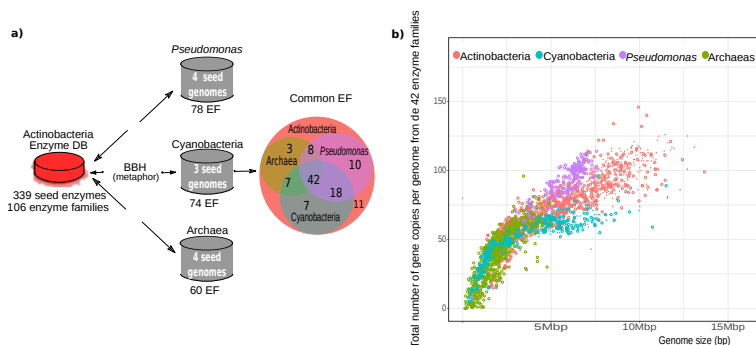 a)
Pseudomonas
4 seed
genomes
78 EF
Actinobacteria
Enzyme DB
339 seed enzymes
106 enzyme families
BBH
(metaphor)
Cyanobacteria
3 seed
genomes
74 EF
Archaea
4 seed
genomes
60 EF
Common EF
Actinobacteria
3
8
Pseudomonas
Archaea
10
7
42
18
7
11
Cyanobacteria
b)
Total number of gene copies per genome fron de 42 enzyme families
Actinobacteria Cyanobacteria Pseudomonas Archaeas
150
100
50
0
5Mbp 10Mbp 15Mbp
Genome size (bp)